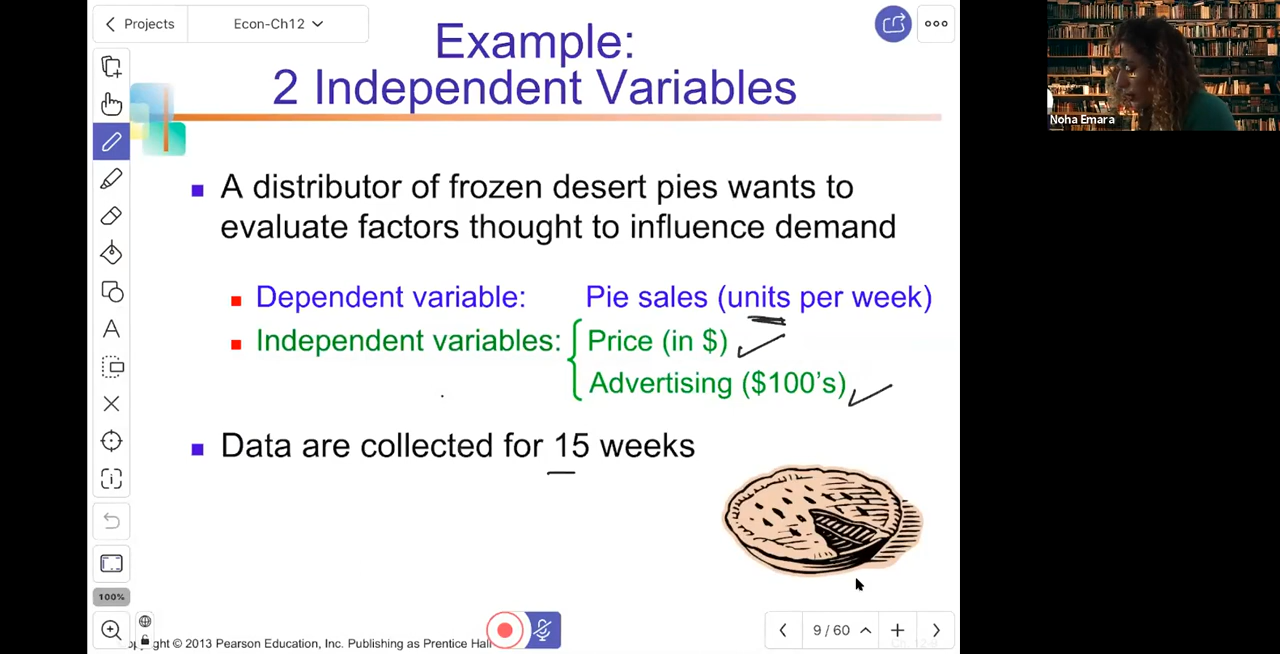 Projects
Econ-Ch12
Example:
2 Independent Variables
A distributor of frozen desert pies wants to
evaluate factors thought to influence demand
Dependent variable: Pie sales (units per week)
Independent variables: Price (in $)
Advertising ($100's)
Data are collected for 15 weeks
100%
ght © 2013 Pearson Education, Inc. Publishing as Prentice Hal
9 / 60
Noha Emara